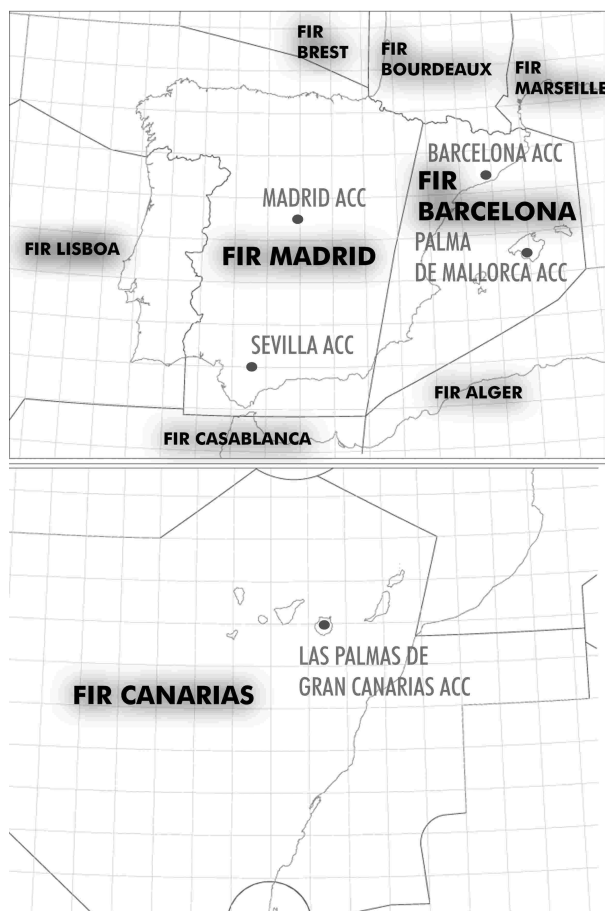 FIR
BREST
FIR
BOURDEAUX
FIR
MARSEILLE
BARCELONA ACC
FIR
BARCELONA
MADRID ACC
FIR LISBOA
FIR MADRID
PALMA
DE MALLORCA ACC
SEVILLA ACC
FIR ALGER
FIR CASABLANCA
LAS PALMAS DE
GRAN CANARIAS ACC
FIR CANARIAS